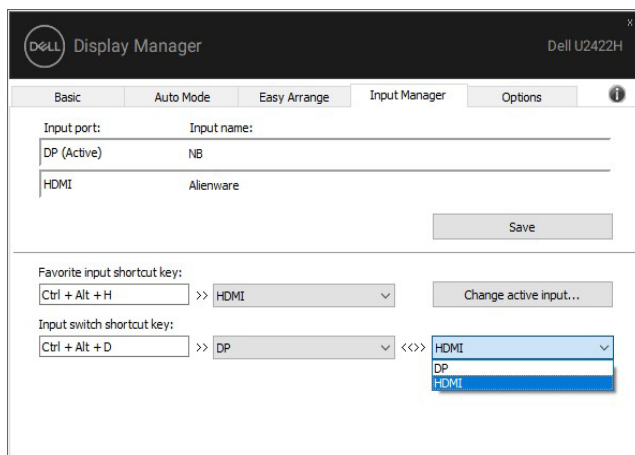 x
DELL Display Manager Dell U2422H
Basic Auto Mode Easy Arrange Input Manager Options i
Input port: Input name:
DP (Active) NB
HDMI Alienware
Save
Favorite input shortcut key:
Ctrl + Alt + H >> HDMI Change active input...
Input switch shortcut key:
Ctrl + Alt + D >> DP <<>> HDMI
DP
HDMI